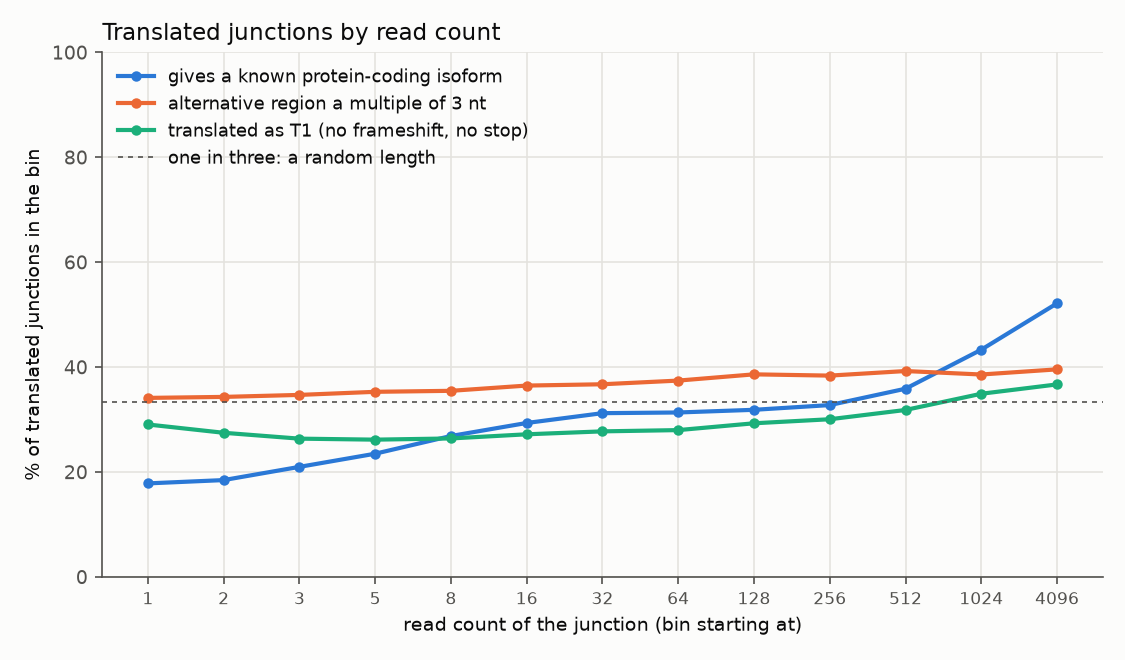 Translated junctions by read count
gives a known protein-coding isoform
alternative region a multiple of 3 nt
translated as T1 (no frameshift, no stop)
one in three: a random length
% of translated junctions in the bin
100
80
60
40
20
0
1 2 3 5 8 16 32 64 128 256 512 1024 4096
read count of the junction (bin starting at)